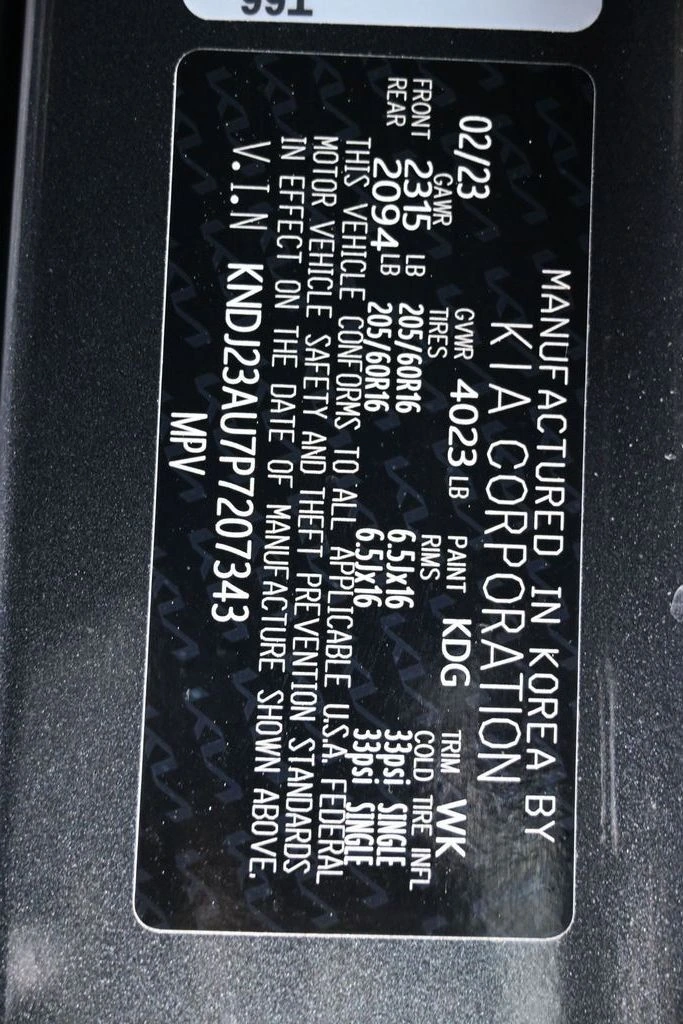 99T
MANUFACTURED IN KOREA BY
KIA CORPORATION
02/23 GVWR 4023 LB PAINT KDG TRIM WK
GAWR TIRES RIMS COLD TIRE INFL
FRONT 2315 LB 205/60R16 6.5Jx16 33psi SINGLE
REAR 2094 LB 205/60R16 6.5Jx16 33psi SINGLE
THIS VEHICLE CONFORMS TO ALL APPLICABLE U.S.A. FEDERAL
MOTOR VEHICLE SAFETY AND THEFT PREVENTION STANDARDS
IN EFFECT ON THE DATE OF MANUFACTURE SHOWN ABOVE.
V.I.N KNDJ23AU7P7207343
MPV